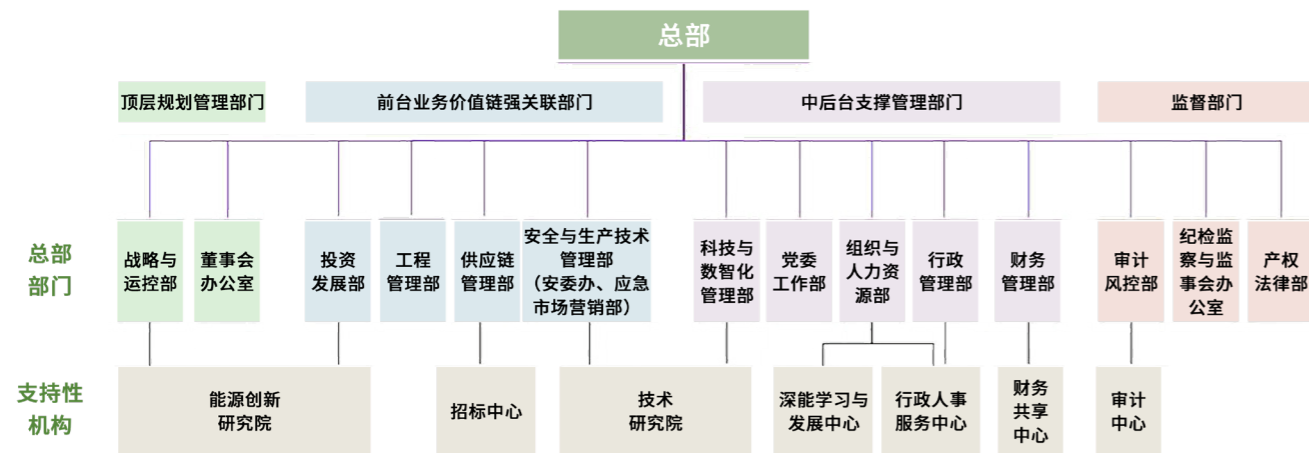 总部
顶层规划管理部门
前台业务价值链强关联部门
中后台支撑管理部门
监督部门
总部
部门
战略与
运控部
董事会
办公室
投资
发展部
工程
管理部
供应链
管理部
安全与生产技术
管理部
（安委办、应急
市场营销部）
科技与
数智化
管理部
党委
工作部
组织与
人力资
源部
行政
管理部
财务
管理部
审计
风控部
纪检监
察与监
事会办
公室
产权
法律部
支持性
机构
能源创新
研究院
招标中心
技术
研究院
深能学习与
发展中心
行政人事
服务中心
财务
共享
中心
审计
中心